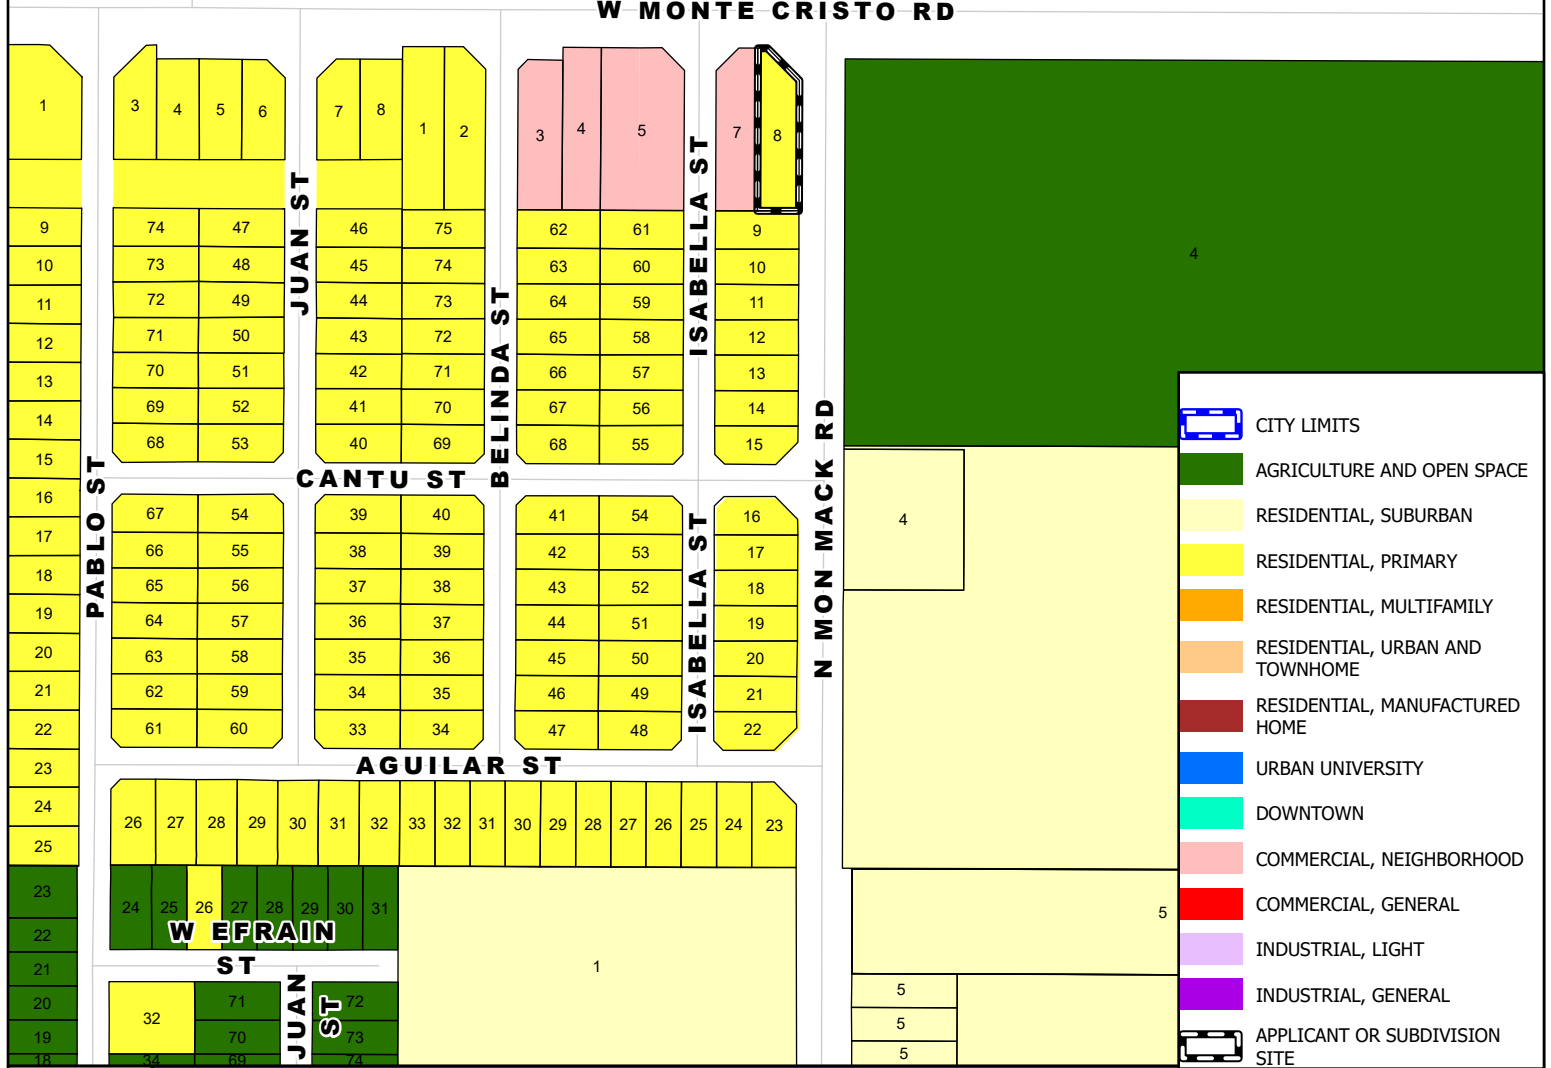 W MONTE CRISTO RD
1 3 4 5 6 7 8 1 2 3 4 5 7 8
4
JUAN ST
ISABELLA ST
BELINDA ST
9 74 47 46 75 62 61 9
10 73 48 45 74 63 60 10
11 72 49 44 73 64 59 11
12 71 50 43 72 65 58 12
13 70 51 42 71 66 57 13
14 69 52 41 70 67 56 14
15 68 53 40 69 68 55 15
CANTU ST
PABLO ST
ISABELLA ST
N MON MACK RD
16 67 54 39 40 41 54 16
4
17 66 55 38 39 42 53 17
18 65 56 37 38 43 52 18
19 64 57 36 37 44 51 19
20 63 58 35 36 45 50 20
21 62 59 34 35 46 49 21
22 61 60 33 34 47 48 22
23
AGUILAR ST
24 26 27 28 29 30 31 32 33 32 31 30 29 28 27 26 25 24 23
25
23 24 25 26 27 28 29 30 31
5
22
W EFRAIN
ST
21
1
20 32 71 72
5
JUAN
ST
19 70 73
5
18 34 69 74
5
CITY LIMITS
AGRICULTURE AND OPEN SPACE
RESIDENTIAL, SUBURBAN
RESIDENTIAL, PRIMARY
RESIDENTIAL, MULTIFAMILY
RESIDENTIAL, URBAN AND
TOWNHOME
RESIDENTIAL, MANUFACTURED
HOME
URBAN UNIVERSITY
DOWNTOWN
COMMERCIAL, NEIGHBORHOOD
COMMERCIAL, GENERAL
INDUSTRIAL, LIGHT
INDUSTRIAL, GENERAL
APPLICANT OR SUBDIVISION
SITE